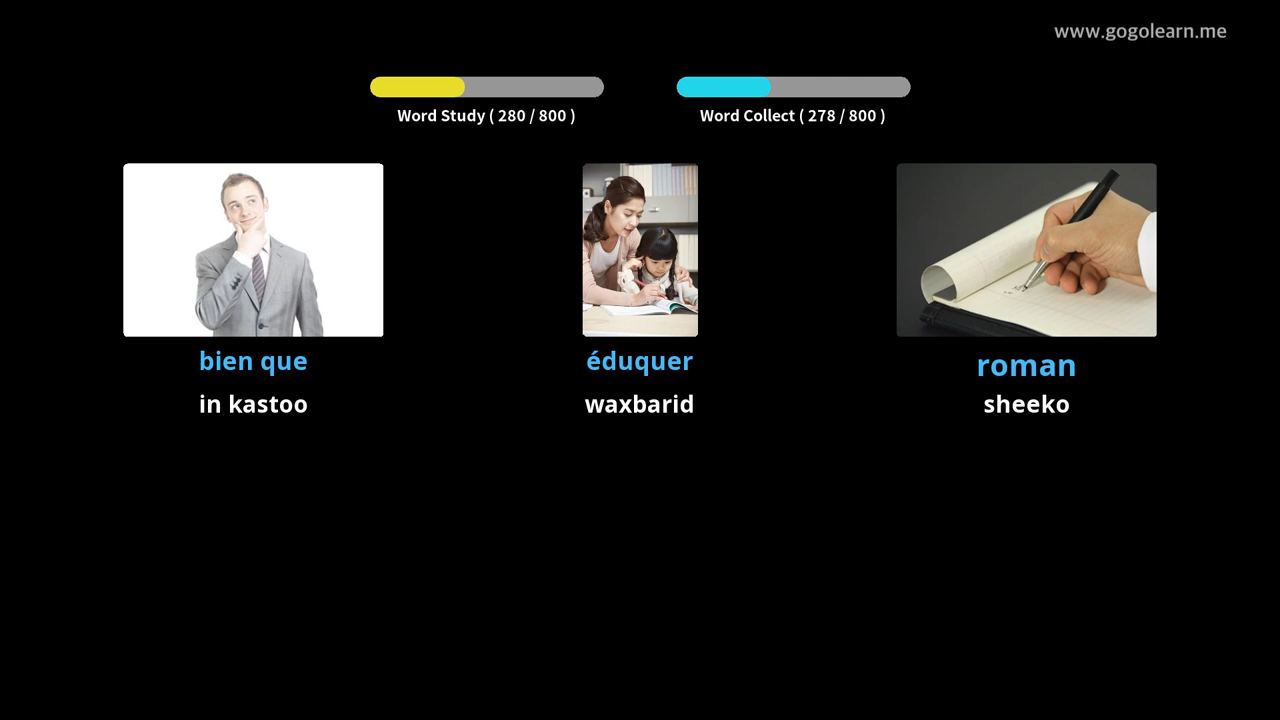 www.gogolearn.me
Word Study ( 280 / 800 )
Word Collect ( 278 / 800 )
bien que
éduquer
roman
in kastoo
waxbarid
sheeko